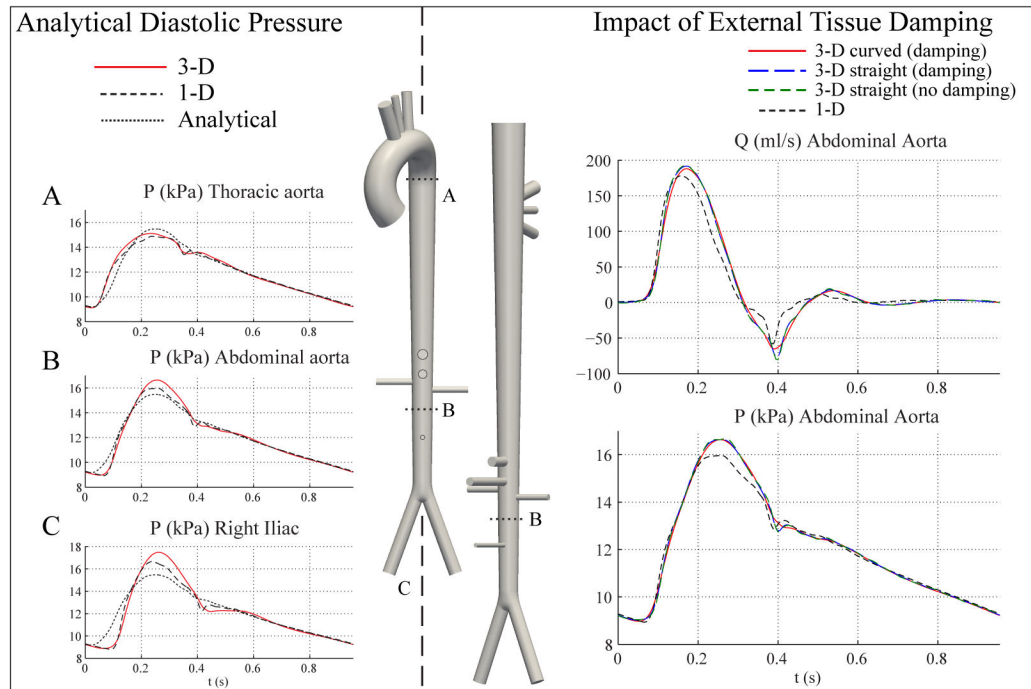 Analytical Diastolic Pressure
3-D
1-D
Analytical
A
P (kPa) Thoracic aorta
16
14
12
10
8
0
0.2
0.4
0.6
0.8
B
P (kPa) Abdominal aorta
16
14
12
10
8
0
0.2
0.4
0.6
0.8
C
P (kPa) Right Iliac
18
16
14
12
10
8
0
0.2
0.4
0.6
0.8
t (s)
A
B
C
B
Impact of External Tissue Damping
3-D curved (damping)
3-D straight (damping)
3-D straight (no damping)
1-D
Q (ml/s) Abdominal Aorta
200
150
100
50
0
−50
−100
0
0.2
0.4
0.6
0.8
P (kPa) Abdominal Aorta
16
14
12
10
8
0
0.2
0.4
0.6
0.8
t (s)